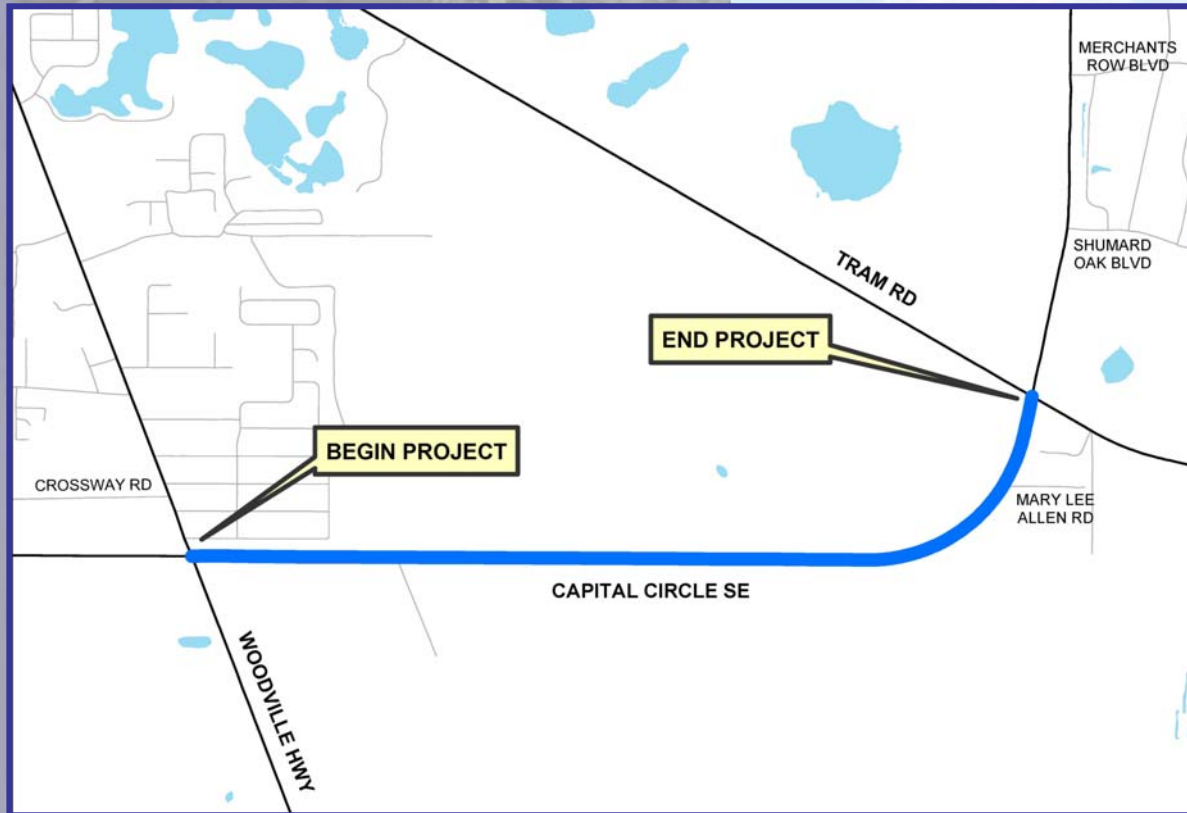 MERCHANTS
ROW BLVD
SHUMARD
OAK BLVD
TRAM RD
END PROJECT
BEGIN PROJECT
CROSSWAY RD
MARY LEE
ALLEN RD
CAPITAL CIRCLE SE
WOODVILLE HWY